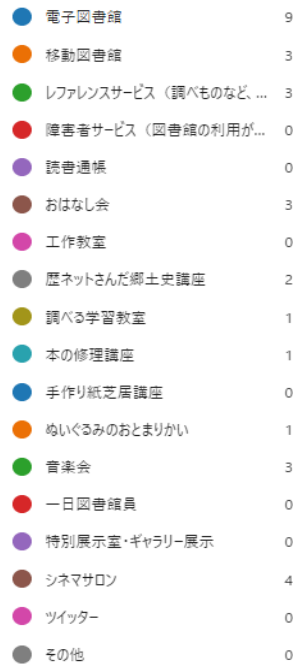 電子図書館 9
移動図書館 3
レファレンスサービス（調べものなど、... 3
障害者サービス（図書館の利用が... 0
読書通帳 0
おはなし会 3
工作教室 0
歴ネットさんだ郷土史講座 2
調べる学習教室 1
本の修理講座 1
手作り紙芝居講座 0
ぬいぐるみのおとまりかい 1
音楽会 3
一日図書館員 0
特別展示室・ギャラリー展示 0
シネマサロン 4
ツイッター 0
その他 0